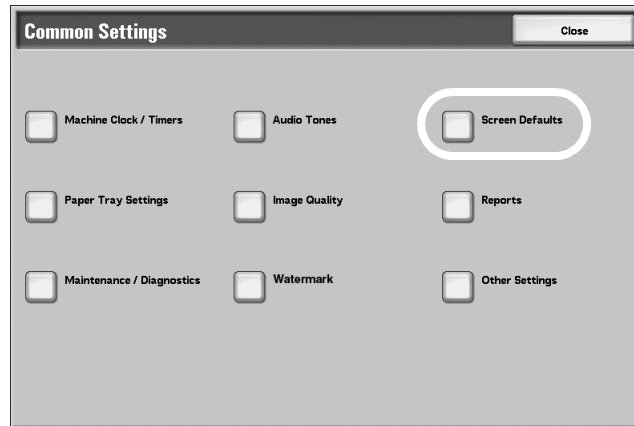 Common Settings
Close
Machine Clock / Timers
Audio Tones
Screen Defaults
Paper Tray Settings
Image Quality
Reports
Maintenance / Diagnostics
Watermark
Other Settings